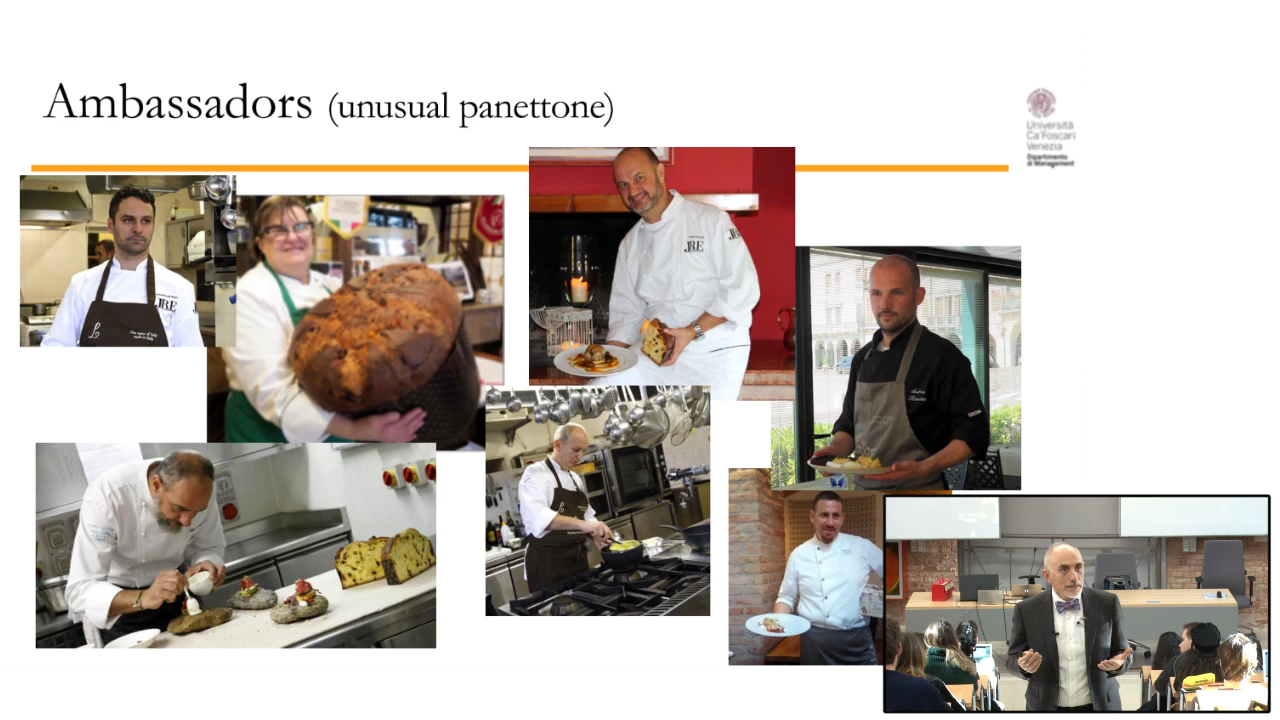 Ambassadors (unusual panettone)
Università
Ca'Foscari
Venezia
Dipartimento
di Management
JRE
JRE
L